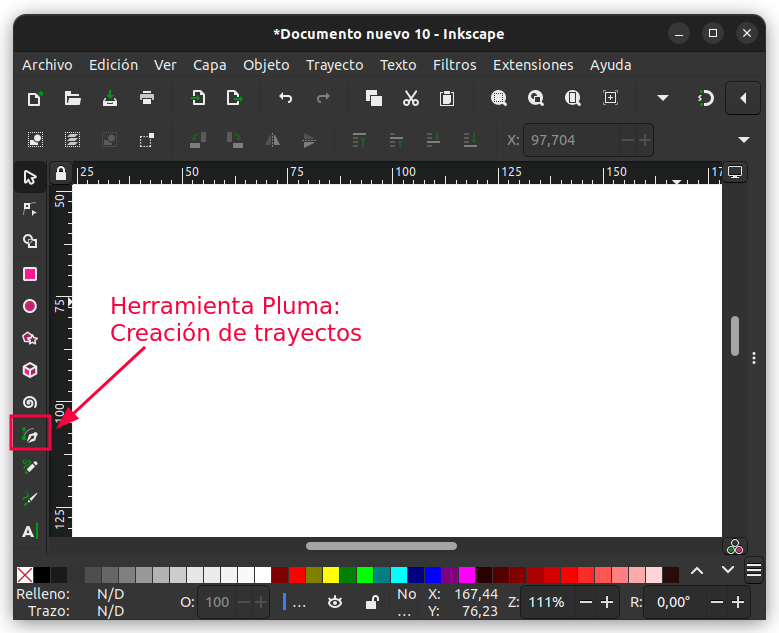 *Documento nuevo 10 - Inkscape
Archivo Edición Ver Capa Objeto Trayecto Texto Filtros Extensiones Ayuda
X: 97,704
25 50 75 100 125 150 17
50
75
Herramienta Pluma:
Creación de trayectos
100
A
125
Relleno: N/D O: 100 ... No X: 167,44 Z: 111% R: 0,00°
Trazo: N/D ... Y: 76,23